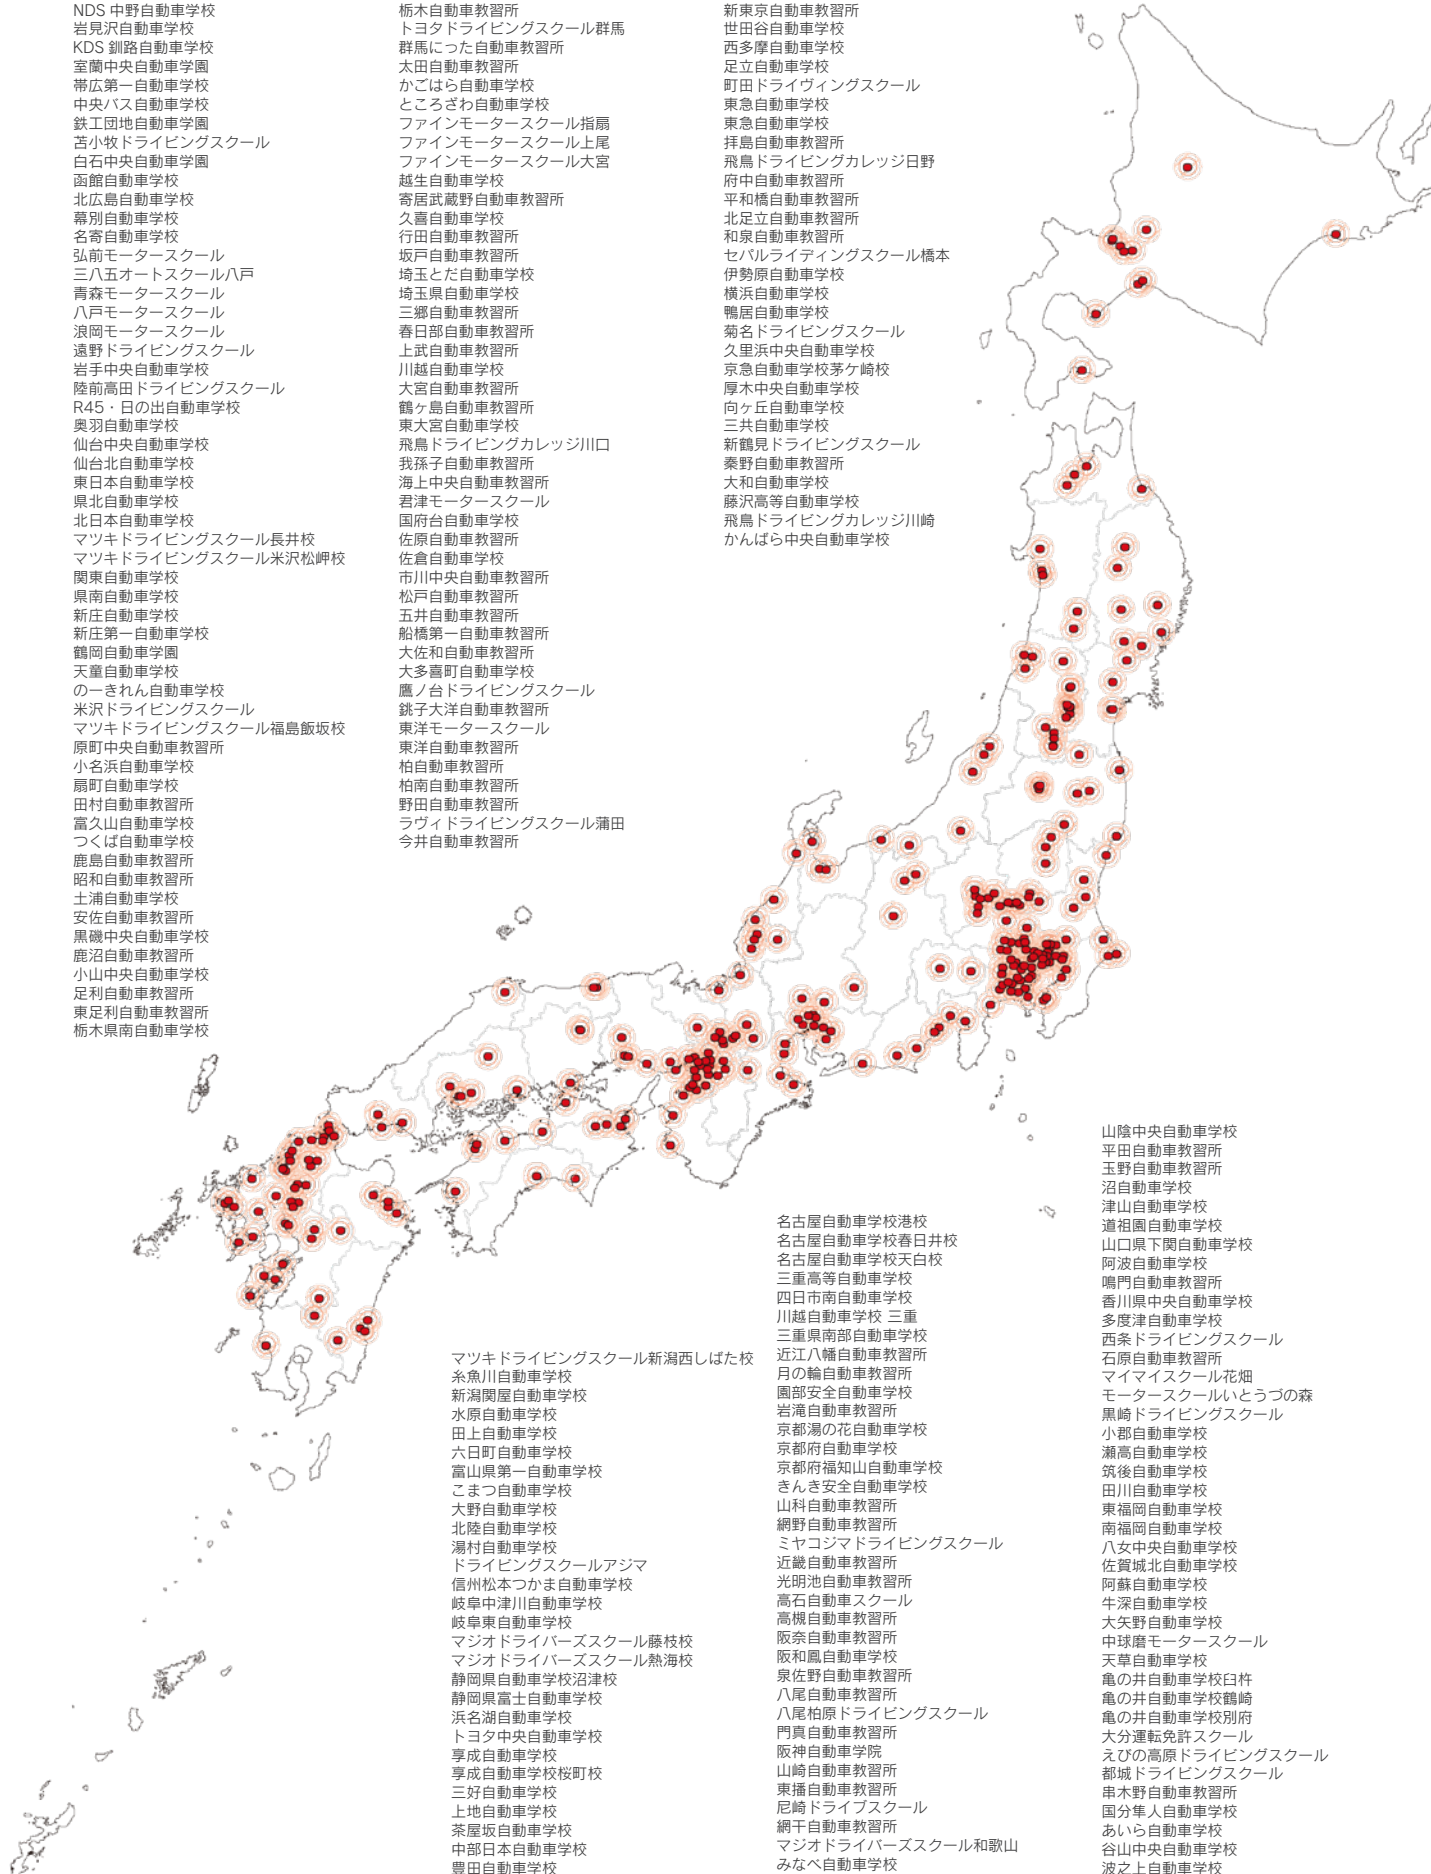 NDS 中野自動車学校
岩見沢自動車学校
KDS 釧路自動車学校
室蘭中央自動車学園
帯広第一自動車学校
中央バス自動車学校
鉄工団地自動車学園
苫小牧ドライビングスクール
白石中央自動車学園
函館自動車学校
北広島自動車学校
幕別自動車学校
名寄自動車学校
弘前モータースクール
三八五オートスクール八戸
青森モータースクール
八戸モータースクール
浪岡モータースクール
遠野ドライビングスクール
岩手中央自動車学校
陸前高田ドライビングスクール
R45・日の出自動車学校
奥羽自動車学校
仙台中央自動車学校
仙台北自動車学校
東日本自動車学校
県北自動車学校
北日本自動車学校
マツキドライビングスクール長井校
マツキドライビングスクール米沢松岬校
関東自動車学校
県南自動車学校
新庄自動車学校
新庄第一自動車学校
鶴岡自動車学園
天童自動車学校
のーきれん自動車学校
米沢ドライビングスクール
マツキドライビングスクール福島飯坂校
原町中央自動車教習所
小名浜自動車学校
扇町自動車学校
田村自動車教習所
富久山自動車学校
つくば自動車学校
鹿島自動車教習所
昭和自動車教習所
土浦自動車学校
安佐自動車教習所
黒磯中央自動車学校
鹿沼自動車教習所
小山中央自動車学校
足利自動車教習所
東足利自動車教習所
栃木県南自動車学校
栃木自動車教習所
トヨタドライビングスクール群馬
群馬にった自動車教習所
太田自動車教習所
かごはら自動車学校
ところざわ自動車学校
ファインモータースクール指扇
ファインモータースクール上尾
ファインモータースクール大宮
越生自動車学校
寄居武蔵野自動車教習所
久喜自動車学校
行田自動車教習所
坂戸自動車教習所
埼玉とだ自動車学校
埼玉県自動車学校
三郷自動車教習所
春日部自動車教習所
上武自動車教習所
川越自動車学校
大宮自動車教習所
鶴ヶ島自動車教習所
東大宮自動車学校
飛鳥ドライビングカレッジ川口
我孫子自動車教習所
海上中央自動車教習所
君津モータースクール
国府台自動車学校
佐原自動車教習所
佐倉自動車学校
市川中央自動車教習所
松戸自動車教習所
五井自動車教習所
船橋第一自動車教習所
大佐和自動車教習所
大多喜町自動車学校
鷹ノ台ドライビングスクール
銚子大洋自動車教習所
東洋モータースクール
東洋自動車教習所
柏自動車教習所
柏南自動車教習所
野田自動車教習所
ラヴィドライビングスクール蒲田
今井自動車教習所
新東京自動車教習所
世田谷自動車学校
西多摩自動車学校
足立自動車学校
町田ドライヴィングスクール
東急自動車学校
東急自動車学校
拝島自動車教習所
飛鳥ドライビングカレッジ日野
府中自動車教習所
平和橋自動車教習所
北足立自動車教習所
和泉自動車教習所
セパルライディングスクール橋本
伊勢原自動車学校
横浜自動車学校
鴨居自動車学校
菊名ドライビングスクール
久里浜中央自動車学校
京急自動車学校茅ケ崎校
厚木中央自動車学校
向ヶ丘自動車学校
三共自動車学校
新鶴見ドライビングスクール
秦野自動車教習所
大和自動車学校
藤沢高等自動車学校
飛鳥ドライビングカレッジ川崎
かんばら中央自動車学校
マツキドライビングスクール新潟西しばた校
糸魚川自動車学校
新潟関屋自動車学校
水原自動車学校
田上自動車学校
六日町自動車学校
富山県第一自動車学校
こまつ自動車学校
大野自動車学校
北陸自動車学校
湯村自動車学校
ドライビングスクールアジマ
信州松本つかま自動車学校
岐阜中津川自動車学校
岐阜東自動車学校
マジオドライバーズスクール藤枝校
マジオドライバーズスクール熱海校
静岡県自動車学校沼津校
静岡県富士自動車学校
浜名湖自動車学校
トヨタ中央自動車学校
享成自動車学校
享成自動車学校桜町校
三好自動車学校
上地自動車学校
茶屋坂自動車学校
中部日本自動車学校
豊田自動車学校
名古屋自動車学校港校
名古屋自動車学校春日井校
名古屋自動車学校天白校
三重高等自動車学校
四日市南自動車学校
川越自動車学校 三重
三重県南部自動車学校
近江八幡自動車教習所
月の輪自動車教習所
園部安全自動車学校
岩滝自動車教習所
京都湯の花自動車学校
京都府自動車学校
京都府福知山自動車学校
きんき安全自動車学校
山科自動車教習所
網野自動車教習所
ミヤコジマドライビングスクール
近畿自動車教習所
光明池自動車教習所
高石自動車スクール
高槻自動車教習所
阪奈自動車教習所
阪和鳳自動車学校
泉佐野自動車教習所
八尾自動車教習所
八尾柏原ドライビングスクール
門真自動車教習所
阪神自動車学院
山崎自動車教習所
東播自動車教習所
尼崎ドライブスクール
網干自動車教習所
マジオドライバーズスクール和歌山
みなべ自動車学校
山陰中央自動車学校
平田自動車教習所
玉野自動車教習所
沼自動車学校
津山自動車学校
道祖園自動車学校
山口県下関自動車学校
阿波自動車学校
鳴門自動車教習所
香川県中央自動車学校
多度津自動車学校
西条ドライビングスクール
石原自動車教習所
マイマイスクール花畑
モータースクールいとうづの森
黒崎ドライビングスクール
小郡自動車学校
瀬高自動車学校
筑後自動車学校
田川自動車学校
東福岡自動車学校
南福岡自動車学校
八女中央自動車学校
佐賀城北自動車学校
阿蘇自動車学校
牛深自動車学校
大矢野自動車学校
中球磨モータースクール
天草自動車学校
亀の井自動車学校臼杵
亀の井自動車学校鶴崎
亀の井自動車学校別府
大分運転免許スクール
えびの高原ドライビングスクール
都城ドライビングスクール
串木野自動車教習所
国分隼人自動車学校
あいら自動車学校
谷山中央自動車学校
波之上自動車学校